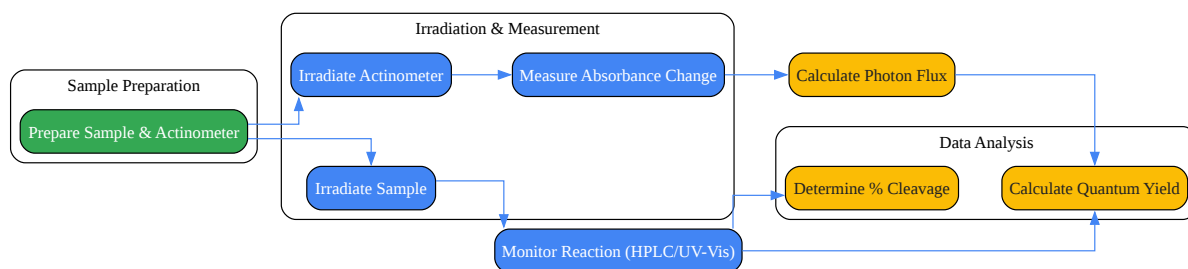 Irradiation & Measurement
Irradiate Actinometer
Measure Absorbance Change
Calculate Photon Flux
Sample Preparation
Prepare Sample & Actinometer
Data Analysis
Irradiate Sample
Determine % Cleavage
Calculate Quantum Yield
Monitor Reaction (HPLC/UV-Vis)